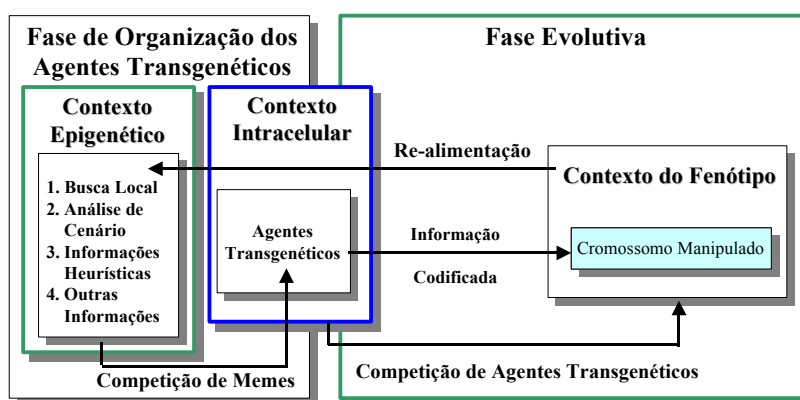 Fase de Organização dos
Agentes Transgenéticos
Contexto
Epigenético
1. Busca Local
2. Análise de
Cenário
3. Informações
Heurísticas
4. Outras
Informações
Contexto
Intracelular
Agentes
Transgenéticos
Competição de Memes
Fase Evolutiva
Re-alimentação
Informação
Codificada
Contexto do Fenótipo
Cromossomo Manipulado
Competição de Agentes Transgenéticos